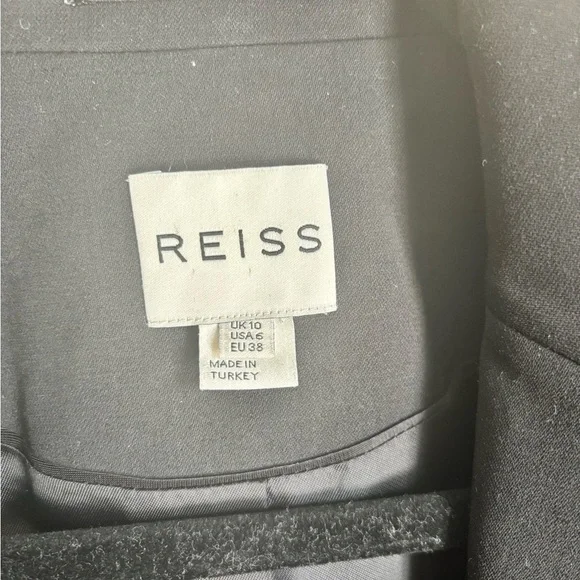 REISS
UK10
USA6
EU38
MADE IN
TURKEY